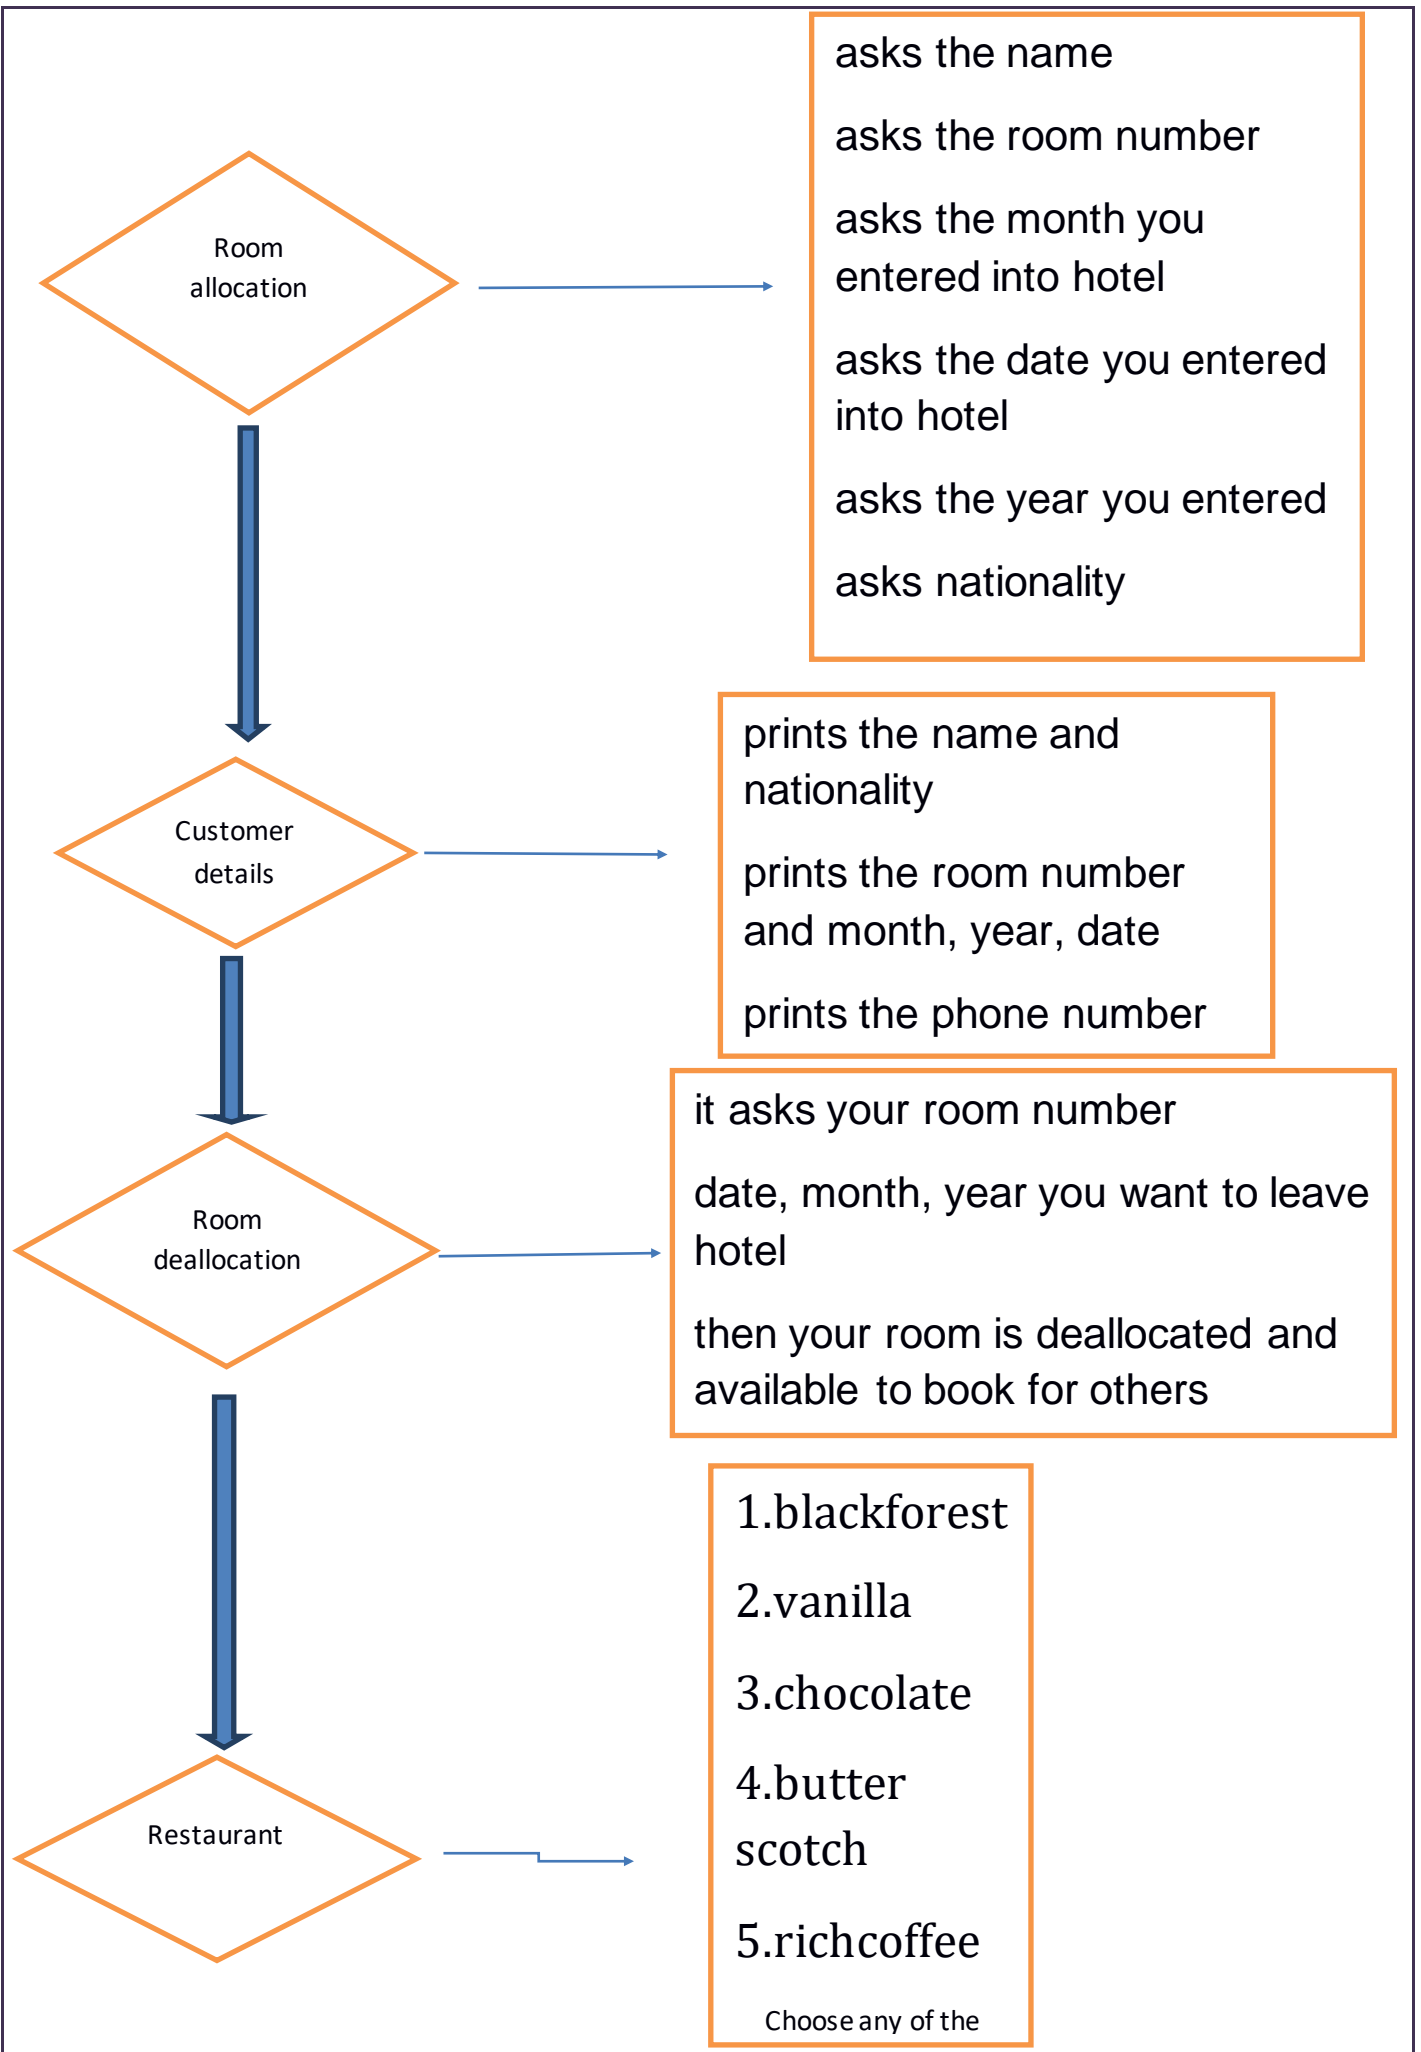 Room
allocation
asks the name
asks the room number
asks the month you
entered into hotel
asks the date you entered
into hotel
asks the year you entered
asks nationality
Customer
details
prints the name and
nationality
prints the room number
and month, year, date
prints the phone number
Room
deallocation
it asks your room number
date, month, year you want to leave
hotel
then your room is deallocated and
available to book for others
Restaurant
1.blackforest
2.vanilla
3.chocolate
4.butter
scotch
5.richcoffee
Choose any of the